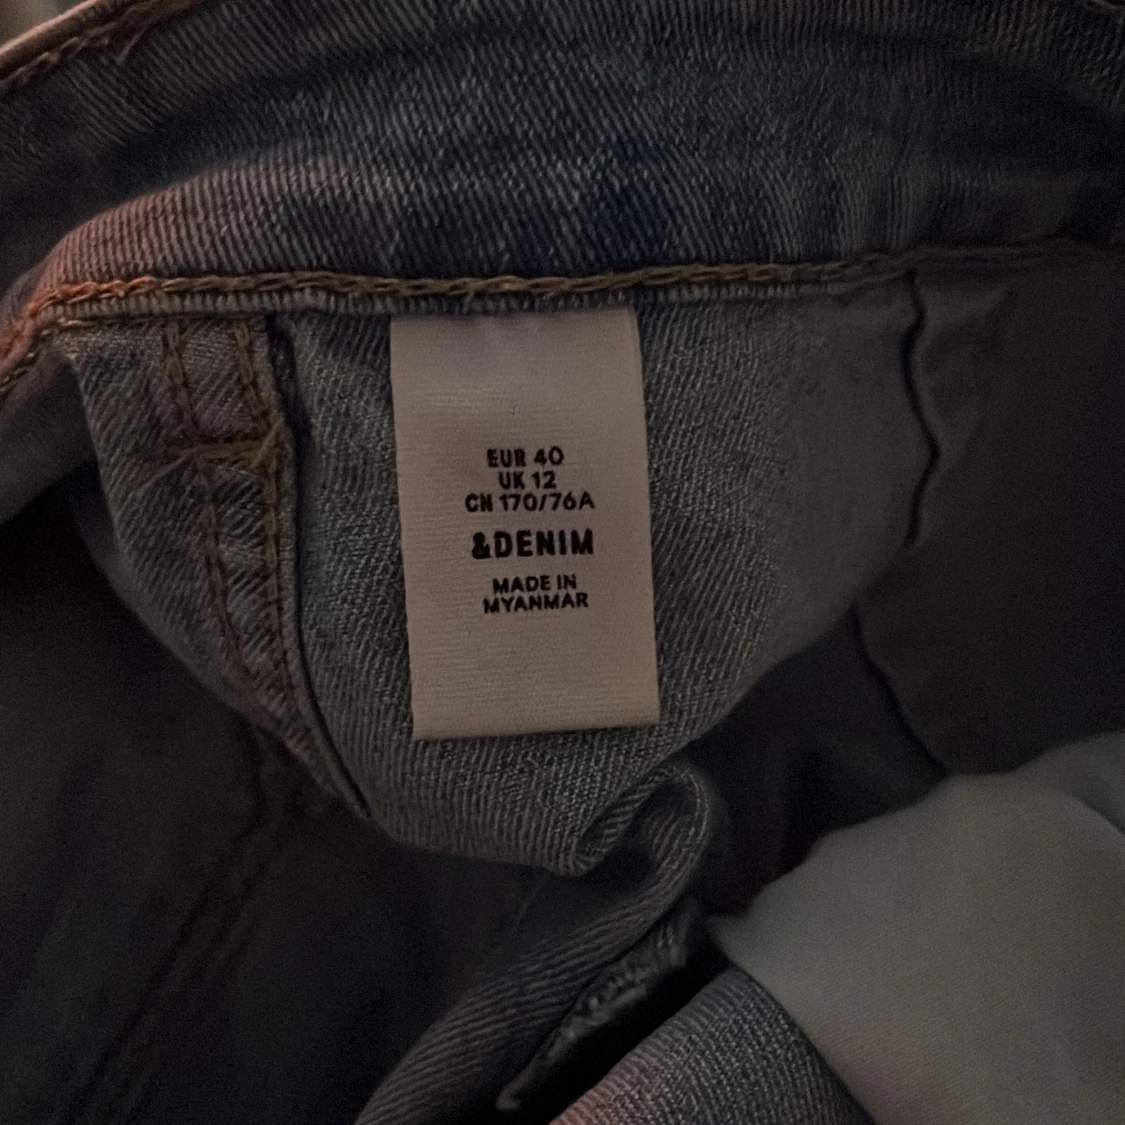 EUR 40
UK 12
CN 170/76A
&DENIM
MADE IN
MYANMAR